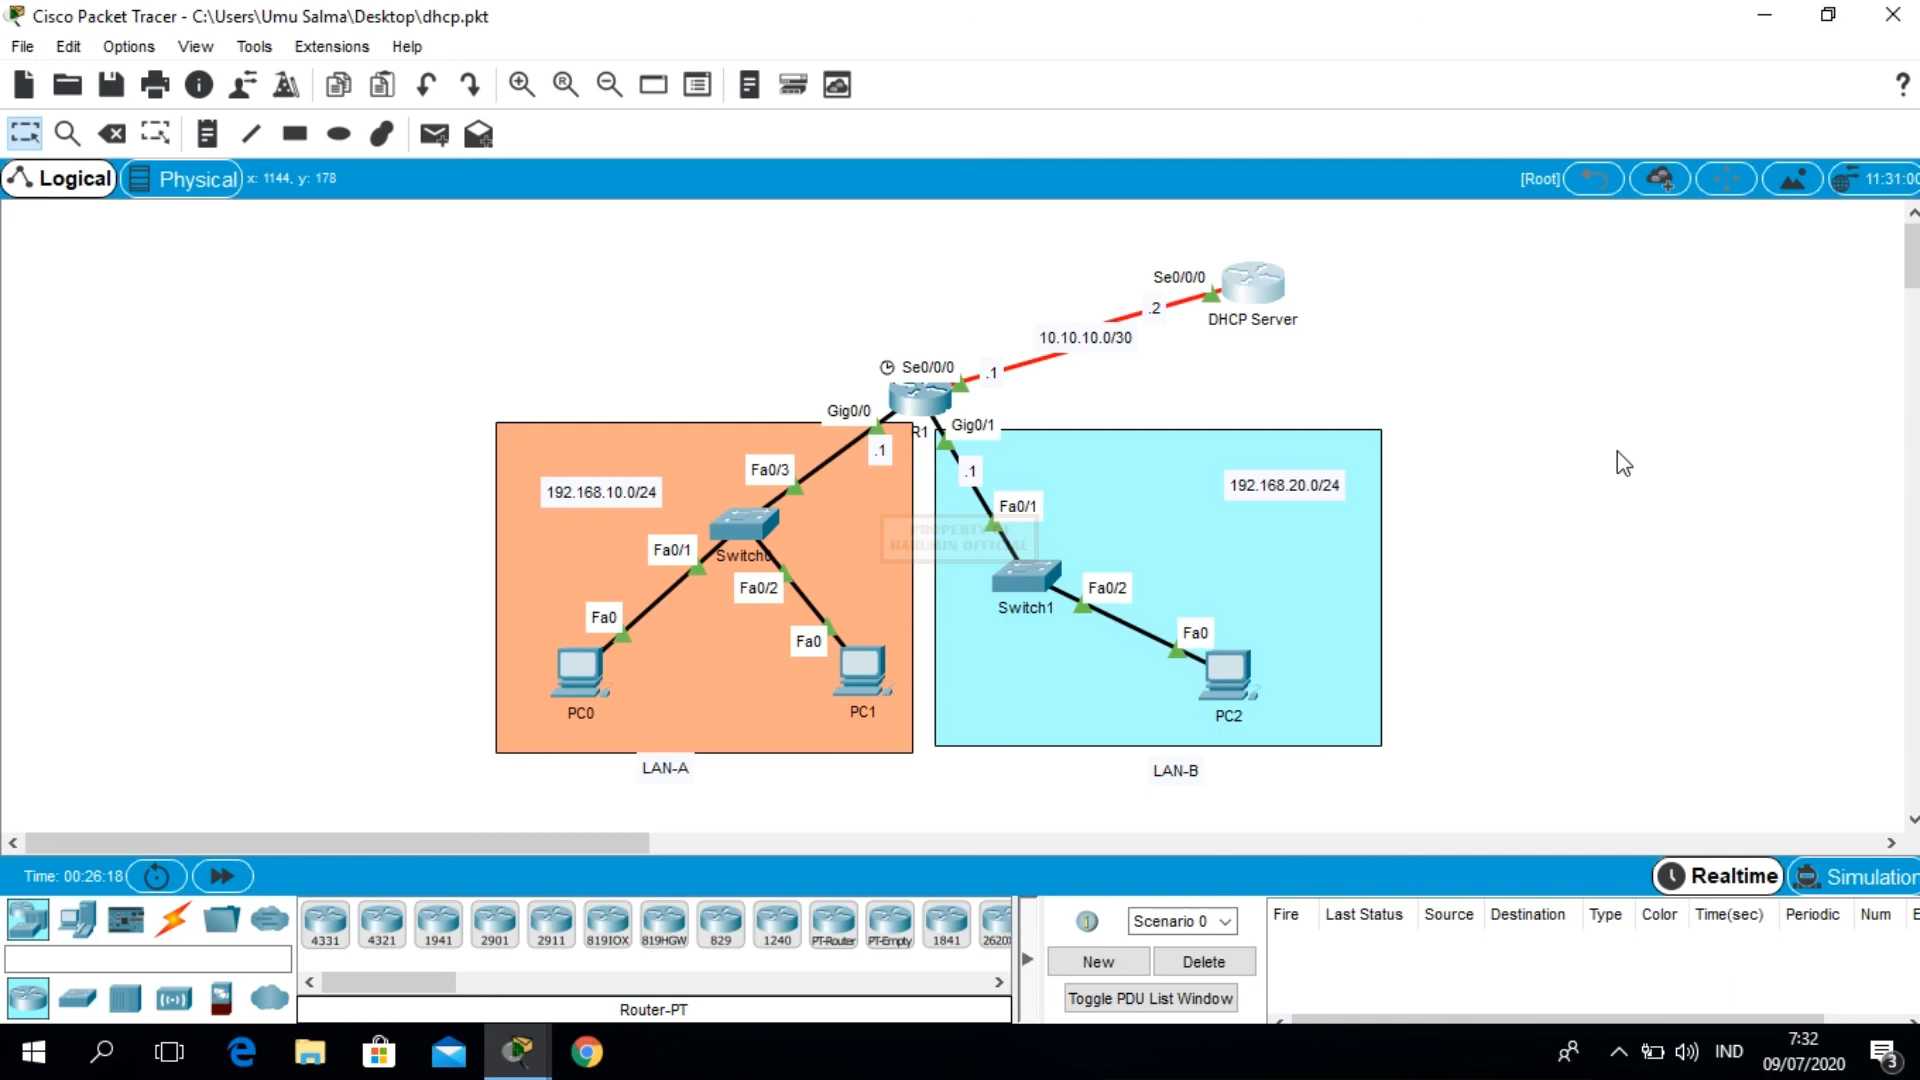 Cisco Packet Tracer - C:\Users\Umu Salma\Desktop\dhcp.pkt
File Edit Options View Tools Extensions Help
Logical Physical x: 1144, y: 178 [Root] 11:31:00
Se0/0/0
DHCP Server
.2
10.10.10.0/30
Se0/0/0
.1
Gig0/0
R1
Gig0/1
.1
.1
Fa0/3
192.168.10.0/24
192.168.20.0/24
Fa0/1
PROPERTY
HARUHIN OFFICIAL
Fa0/1
Switch0
Fa0/2
Switch1
Fa0/2
Fa0
Fa0
Fa0
PC0
PC1
PC2
LAN-A
LAN-B
Time: 00:26:18
Realtime Simulation
4331 4321 1941 2901 2911 819IOX 819HGW 829 1240 PT-Router PT-Empty 1841 2620X
Router-PT
Scenario 0
New Delete
Toggle PDU List Window
Fire Last Status Source Destination Type Color Time(sec) Periodic Num E
IND
7:32
09/07/2020
3